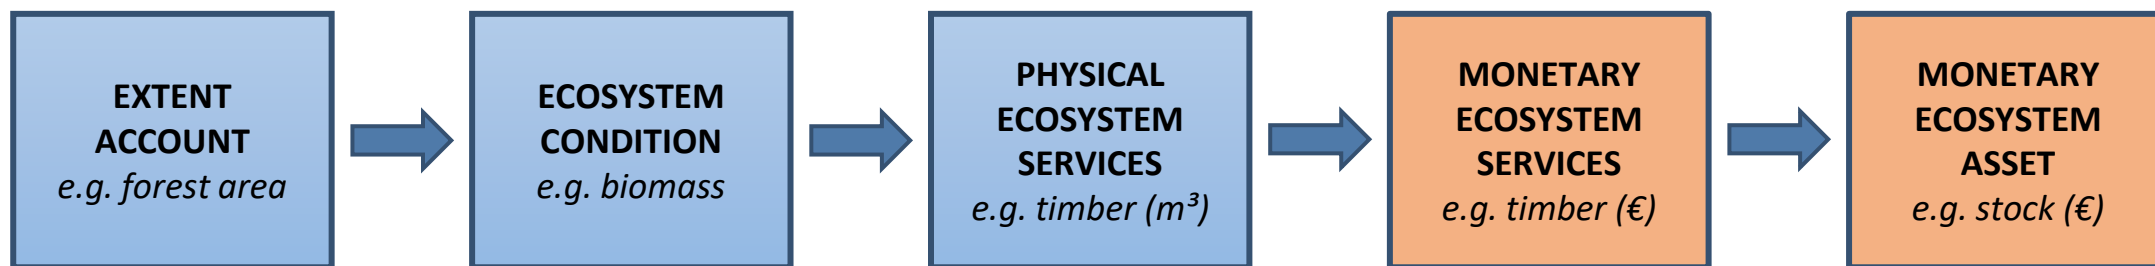 EXTENT
ACCOUNT
e.g. forest area
ECOSYSTEM
CONDITION
e.g. biomass
PHYSICAL
ECOSYSTEM
SERVICES
e.g. timber (m³)
MONETARY
ECOSYSTEM
SERVICES
e.g. timber (€)
MONETARY
ECOSYSTEM
ASSET
e.g. stock (€)